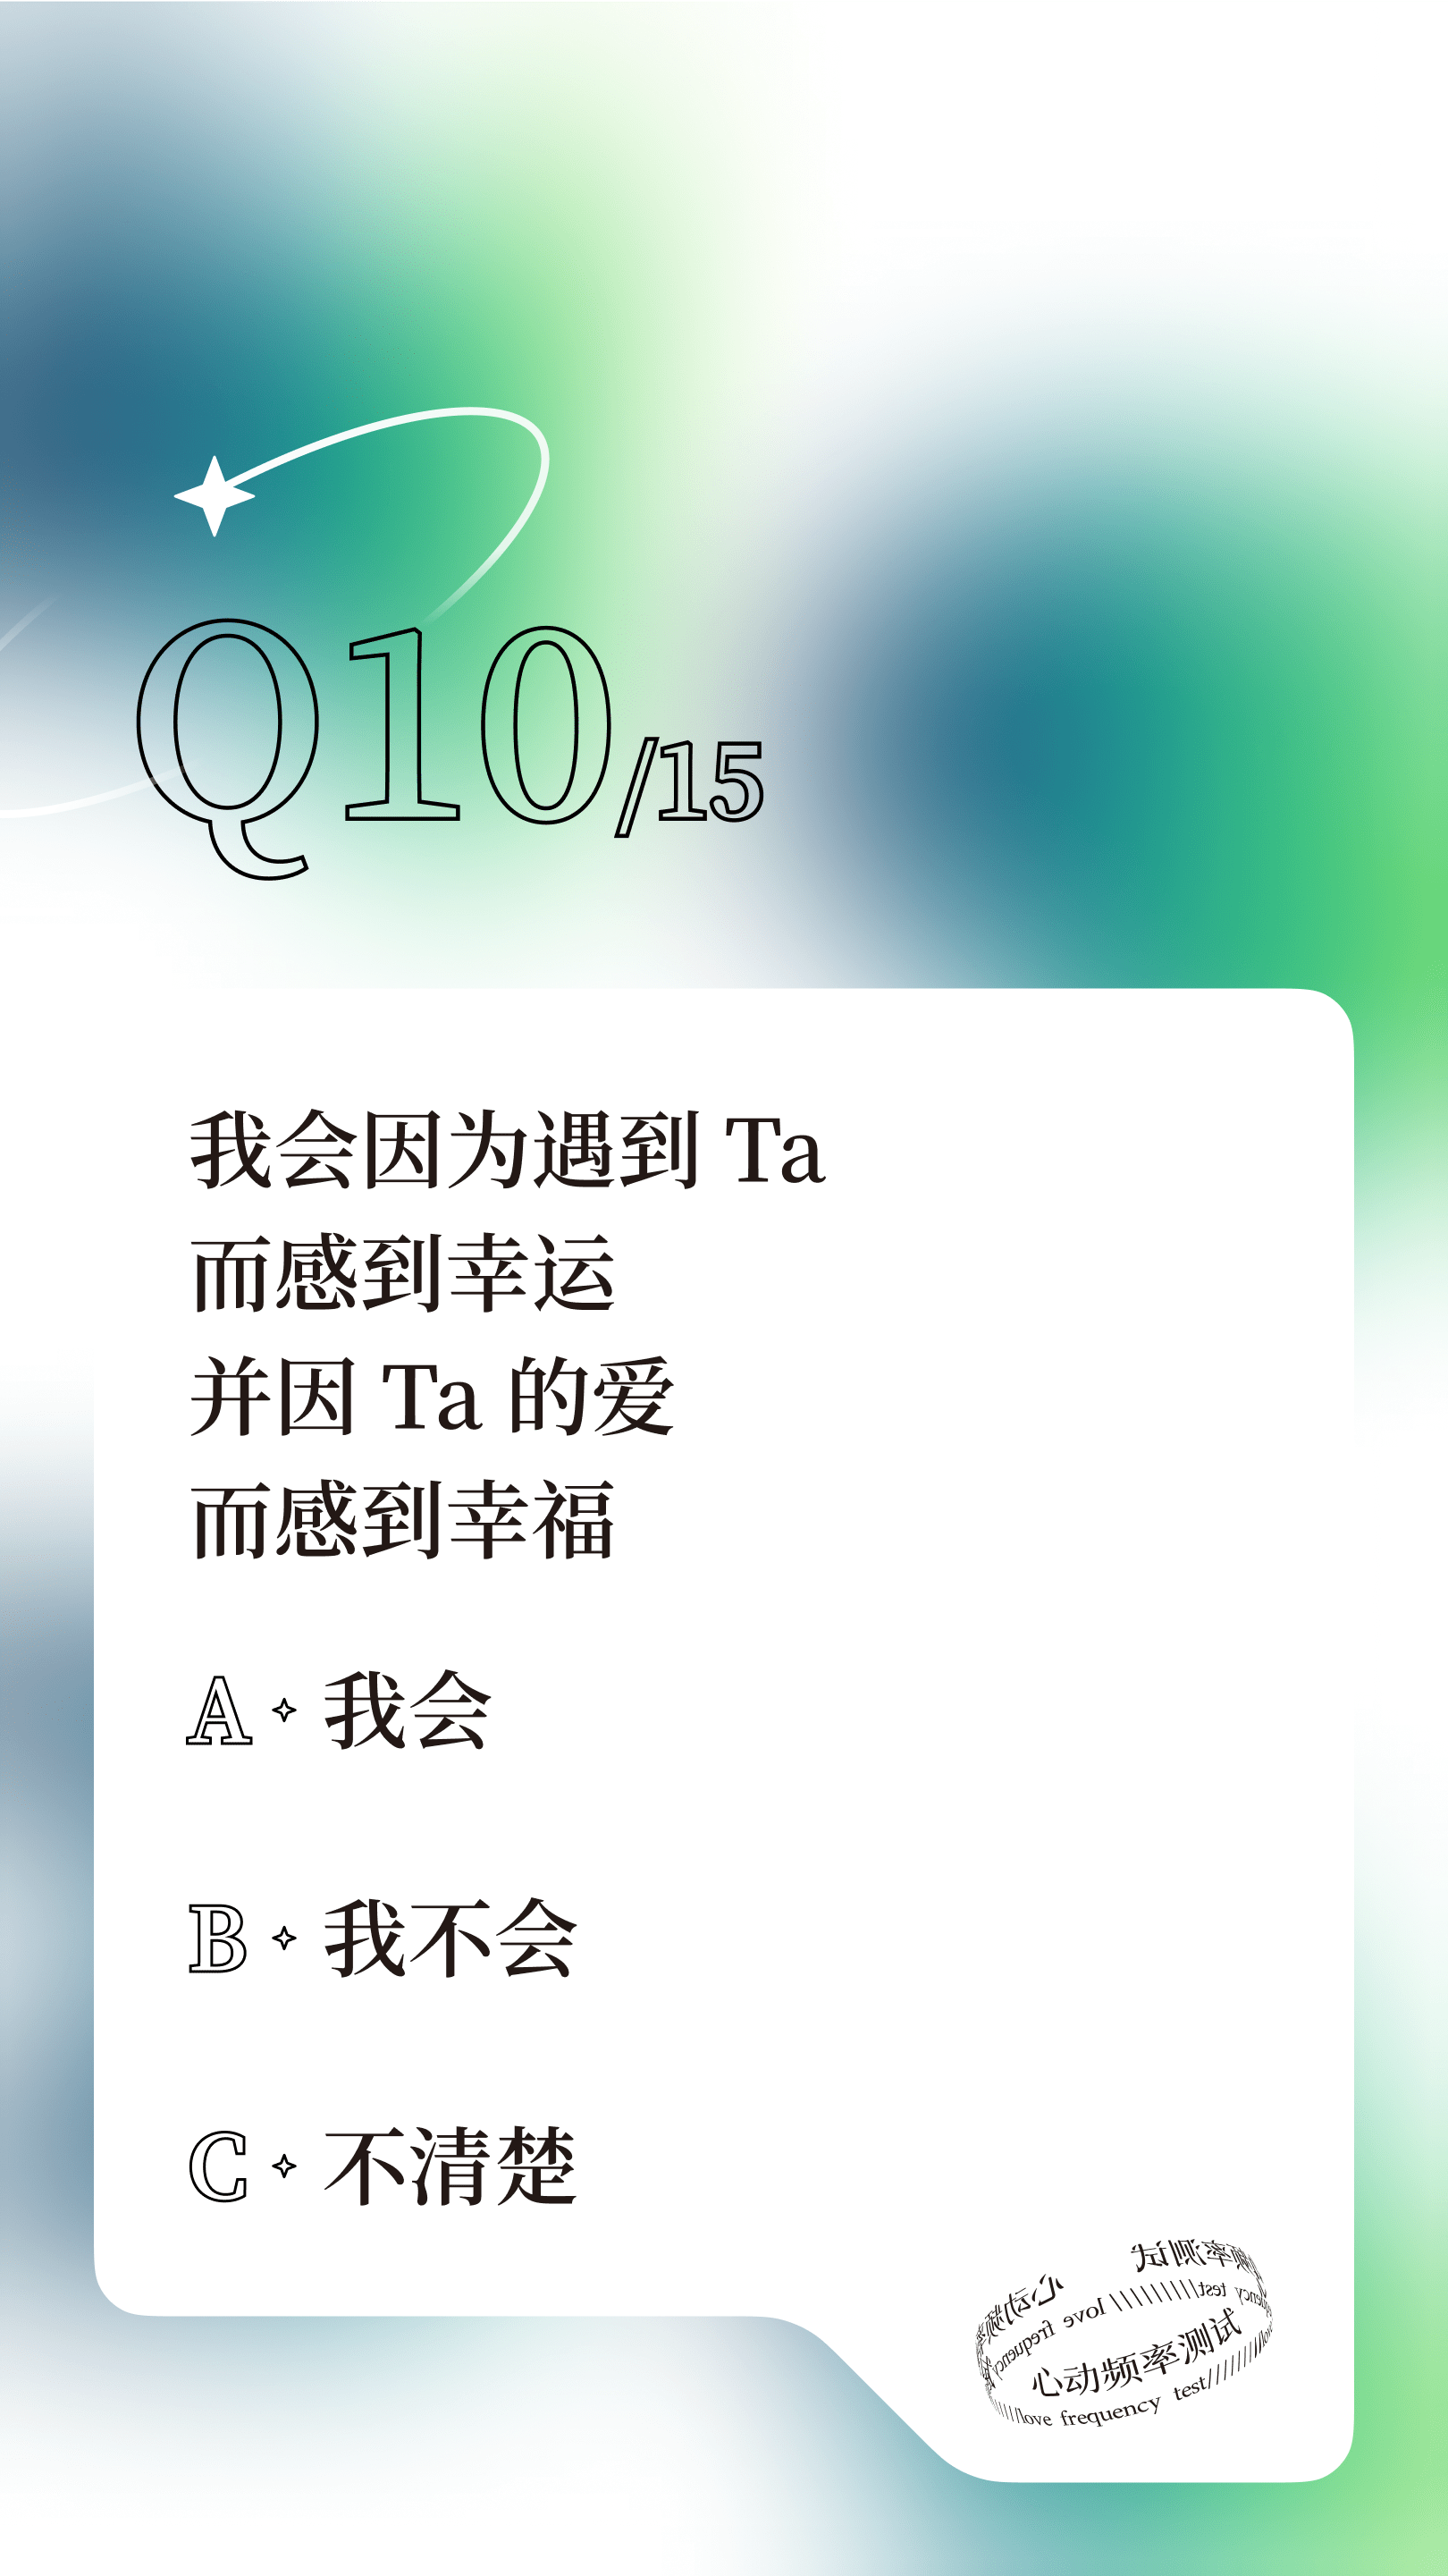 Q10/15
我会因为遇到 Ta
而感到幸运
并因 Ta 的爱
而感到幸福
A 我会
B 我不会
C 不清楚
心动频率测试
love frequency test
心动频率测试
love frequency test